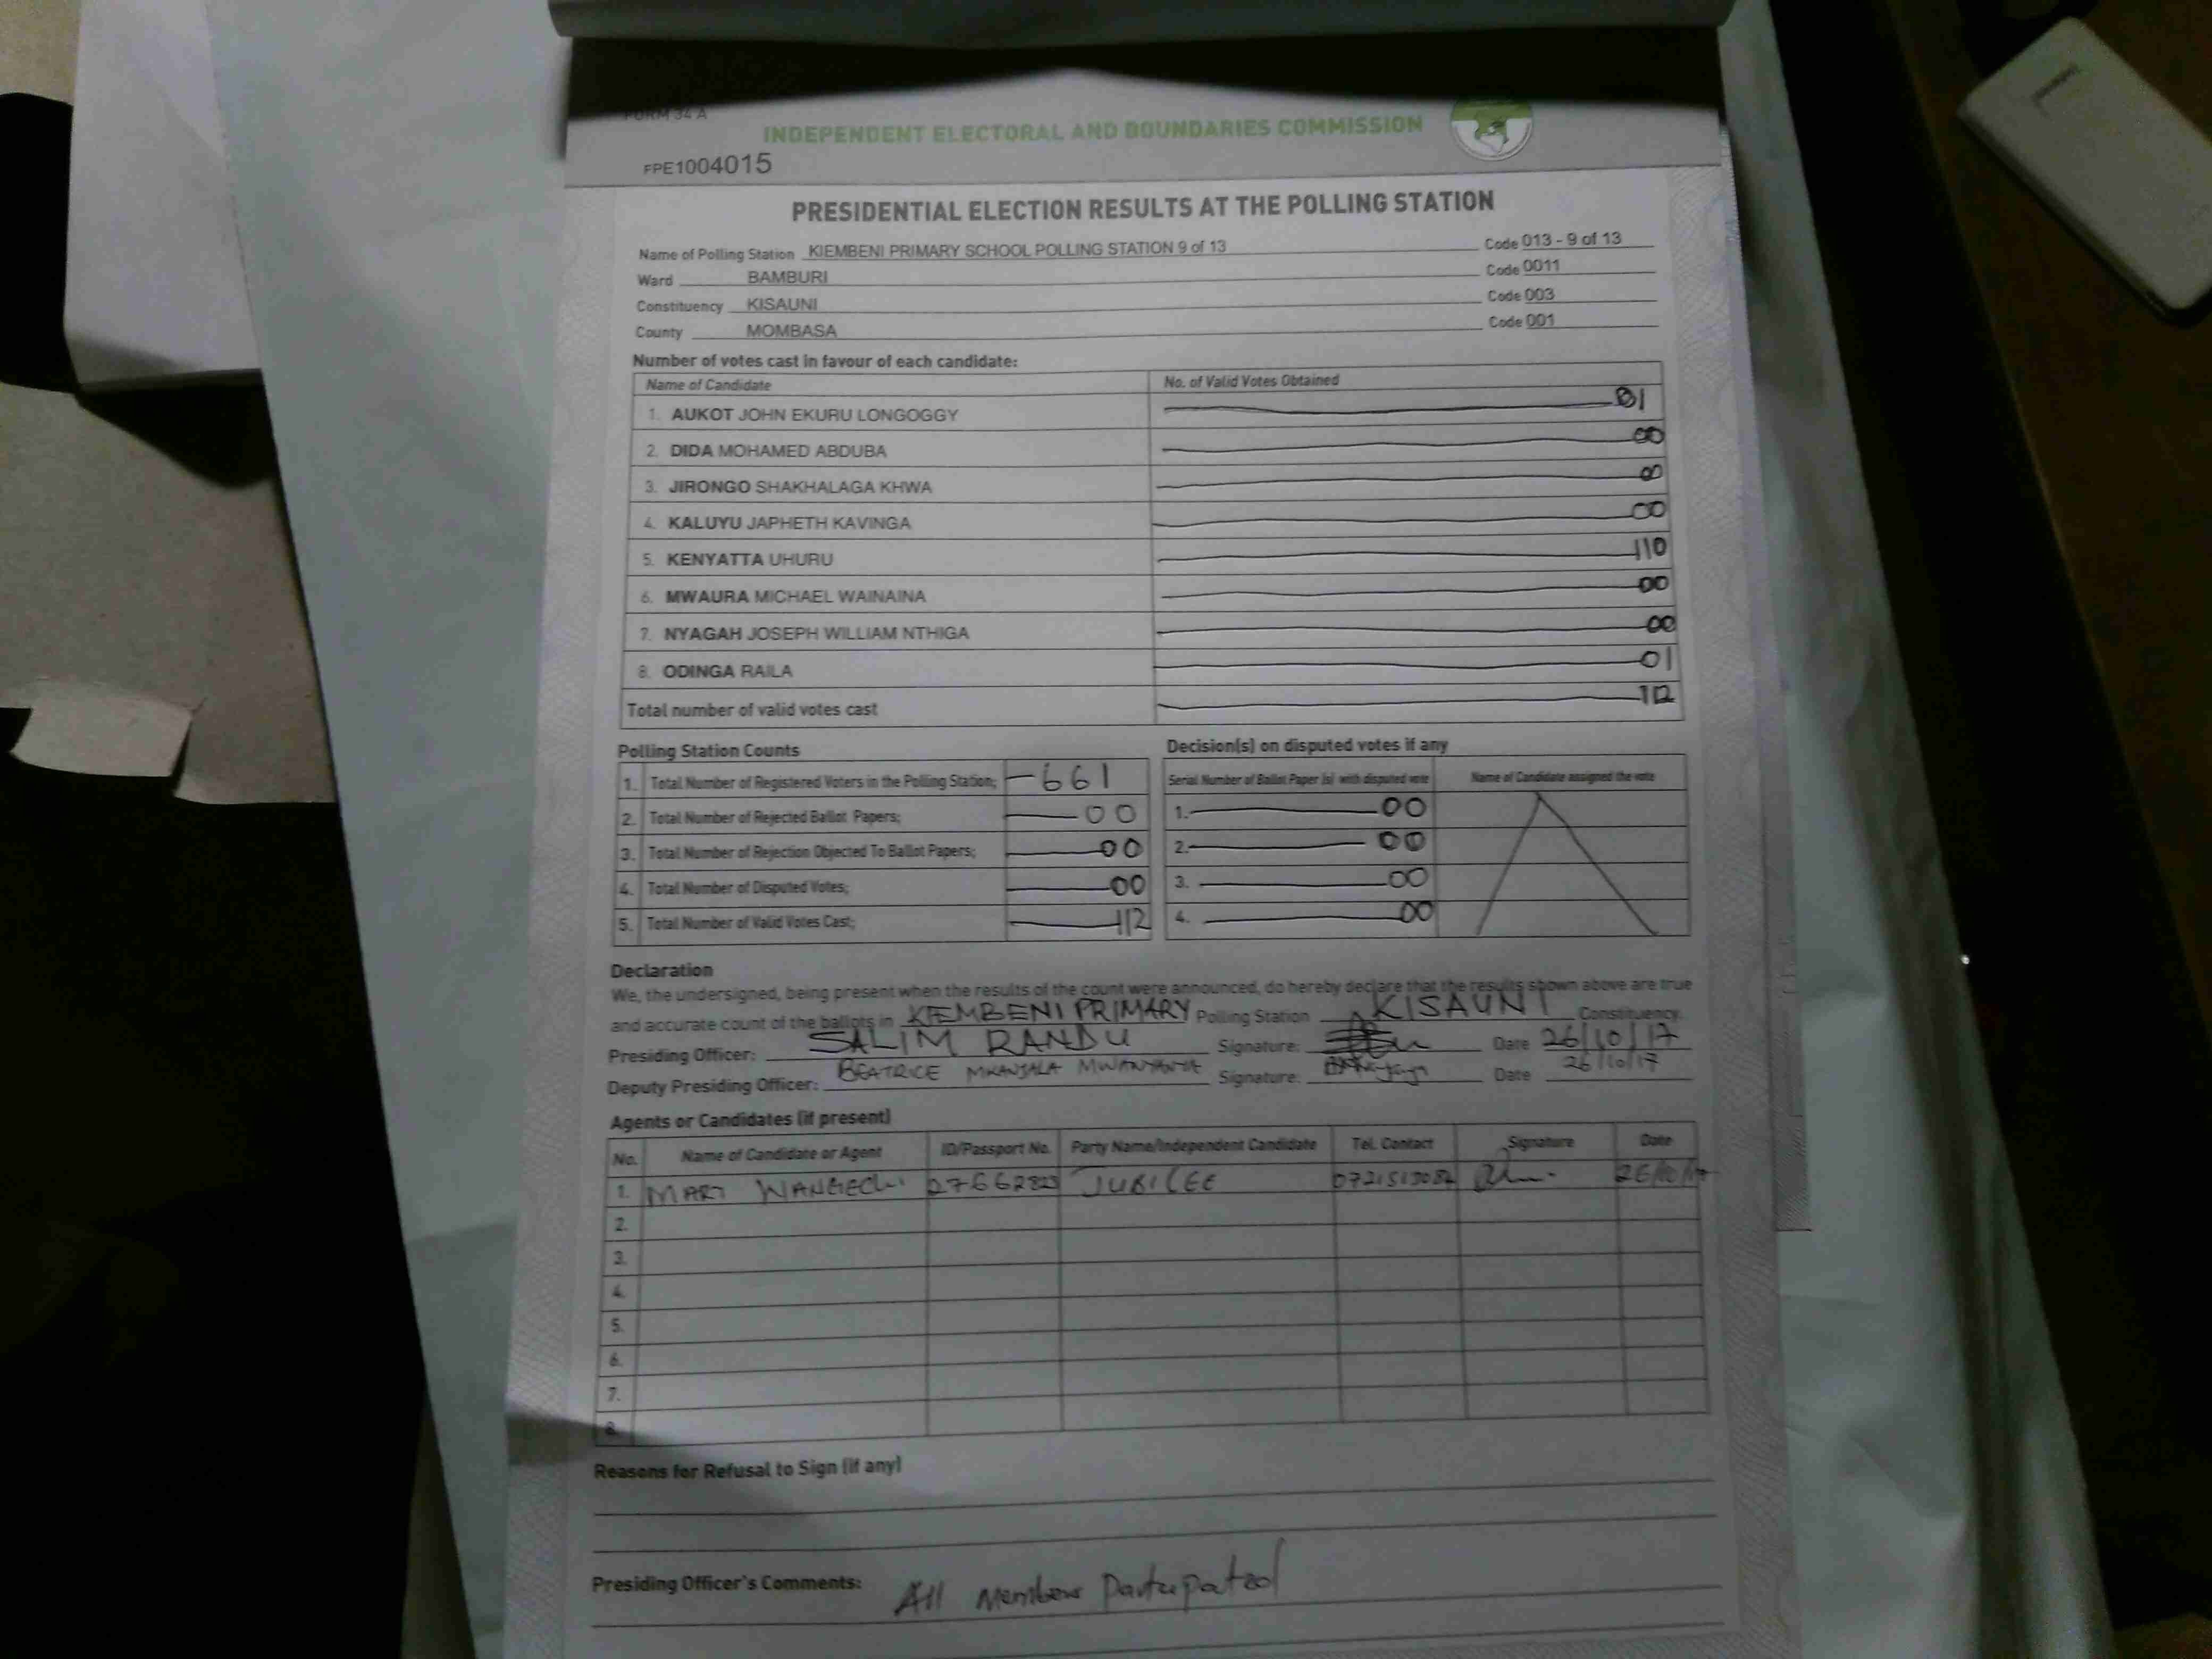 FORM 34 A
INDEPENDENT ELECTORAL AND BOUNDARIES COMMISSION
FPE1004015
PRESIDENTIAL ELECTION RESULTS AT THE POLLING STATION
Name of Polling Station KIEMBENI PRIMARY SCHOOL POLLING STATION 9 of 13 Code 013 - 9 of 13
Ward BAMBURI Code 0011
Constituency KISAUNI Code 003
County MOMBASA Code 001
Number of votes cast in favour of each candidate:
Name of Candidate No. of Valid Votes Obtained
1. AUKOT JOHN EKURU LONGOGGY 01
2. DIDA MOHAMED ABDUBA 00
3. JIRONGO SHAKHALAGA KHWA 00
4. KALUYU JAPHETH KAVINGA 00
5. KENYATTA UHURU 110
6. MWAURA MICHAEL WAINAINA 00
7. NYAGAH JOSEPH WILLIAM NTHIGA 00
8. ODINGA RAILA 01
Total number of valid votes cast 112
Polling Station Counts Decision(s) on disputed votes if any
Serial Number of Ballot Paper (s) with disputed vote Name of Candidate assigned the vote
1. Total Number of Registered Voters in the Polling Station; 661
2. Total Number of Rejected Ballot Papers; 00 1. 00
3. Total Number of Rejection Objected To Ballot Papers; 00 2. 00
4. Total Number of Disputed Votes; 00 3. 00
5. Total Number of Valid Votes Cast; 112 4. 00
Declaration
We, the undersigned, being present when the results of the count were announced, do hereby declare that the results shown above are true
and accurate count of the ballots in KIEMBENI PRIMARY Polling Station KISAUNI Constituency.
Presiding Officer: SALIM RANDU Signature: Date 26/10/17
Deputy Presiding Officer: BEATRICE MKANJALA MWANYANYA Signature: Date 26/10/17
Agents or Candidates (if present)
No. Name of Candidate or Agent ID/Passport No. Party Name/Independent Candidate Tel. Contact Signature Date
1. MARY WANGECHI JUBILEE 26/10/17
2.
3.
4.
5.
6.
7.
8.
Reasons for Refusal to Sign (if any)
Presiding Officer's Comments: All Members Participated